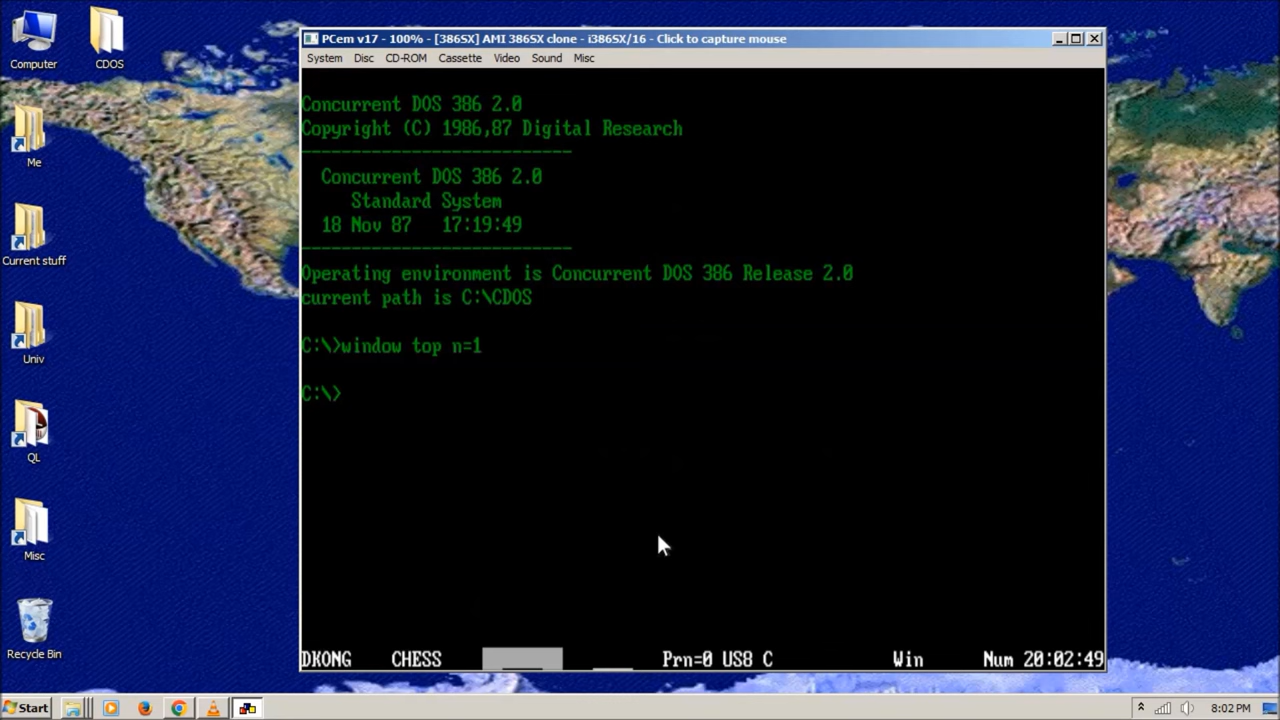 Computer
CDOS
Me
Current stuff
Univ
QL
Misc
Recycle Bin
PCem v17 - 100% - [386SX] AMI 386SX clone - i386SX/16 - Click to capture mouse
System Disc CD-ROM Cassette Video Sound Misc
Concurrent DOS 386 2.0
Copyright (C) 1986,87 Digital Research
--------------------------
Concurrent DOS 386 2.0
Standard System
18 Nov 87 17:19:49
--------------------------
Operating environment is Concurrent DOS 386 Release 2.0
current path is C:\CDOS
C:\>window top n=1
C:\>
DKONG CHESS ____ ____ Prn=0 US8 C Win Num 20:02:49
Start 8:02 PM